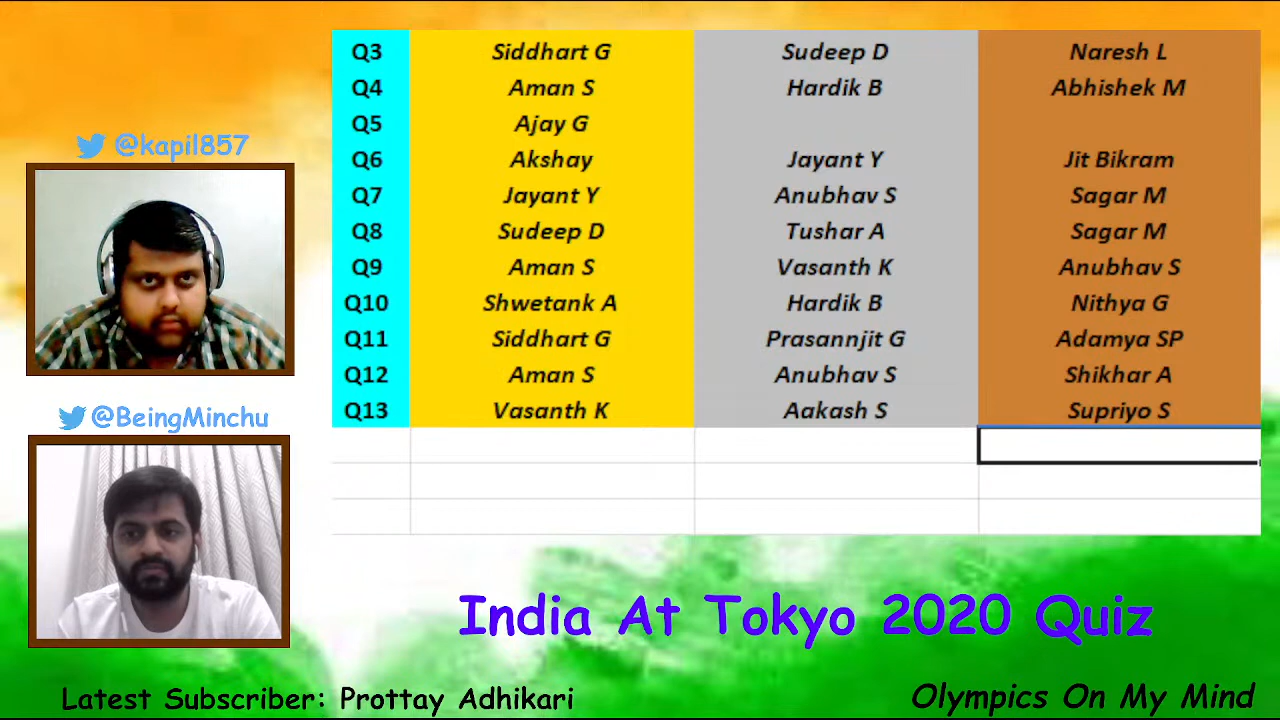 @kapil857
@BeingMinchu
Q3 Siddhart G Sudeep D Naresh L
Q4 Aman S Hardik B Abhishek M
Q5 Ajay G
Q6 Akshay Jayant Y Jit Bikram
Q7 Jayant Y Anubhav S Sagar M
Q8 Sudeep D Tushar A Sagar M
Q9 Aman S Vasanth K Anubhav S
Q10 Shwetank A Hardik B Nithya G
Q11 Siddhart G Prasannjit G Adamya SP
Q12 Aman S Anubhav S Shikhar A
Q13 Vasanth K Aakash S Supriyo S
India At Tokyo 2020 Quiz
Latest Subscriber: Prottay Adhikari
Olympics On My Mind